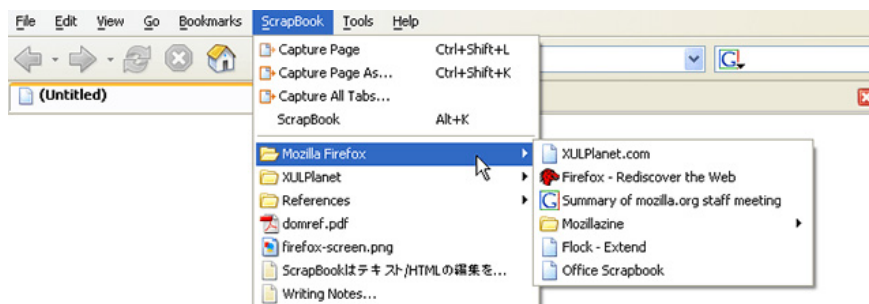 File Edit View Go Bookmarks ScrapBook Tools Help
Capture Page Ctrl+Shift+L
Capture Page As... Ctrl+Shift+K
Capture All Tabs...
(Untitled)
ScrapBook Alt+K
Mozilla Firefox
XULPlanet
References
domref.pdf
firefox-screen.png
ScrapBookはテキスト/HTMLの編集を...
Writing Notes...
XULPlanet.com
Firefox - Rediscover the Web
Summary of mozilla.org staff meeting
Mozillazine
Flock - Extend
Office Scrapbook